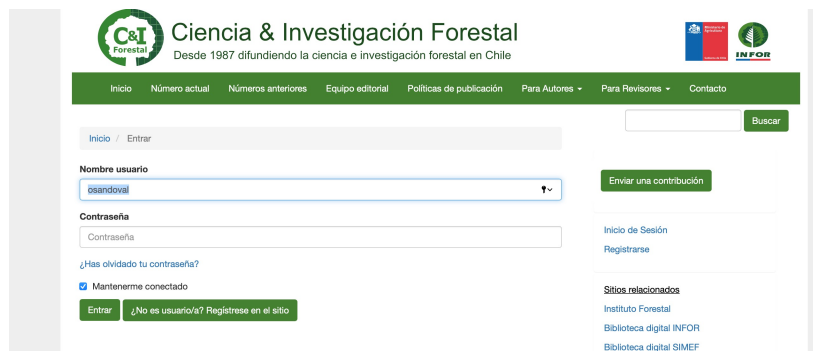 C&I
Forestal
Ciencia & Investigación Forestal
Desde 1987 difundiendo la ciencia e investigación forestal en Chile
Ministerio de
Agricultura
INFOR
Inicio Número actual Números anteriores Equipo editorial Políticas de publicación Para Autores Para Revisores Contacto
Buscar
Inicio / Entrar
Nombre usuario
osandoval
Contraseña
Contraseña
¿Has olvidado tu contraseña?
Mantenerme conectado
Entrar
¿No es usuario/a? Regístrese en el sitio
Enviar una contribución
Inicio de Sesión
Registrarse
Sitios relacionados
Instituto Forestal
Biblioteca digital INFOR
Biblioteca digital SIMEF